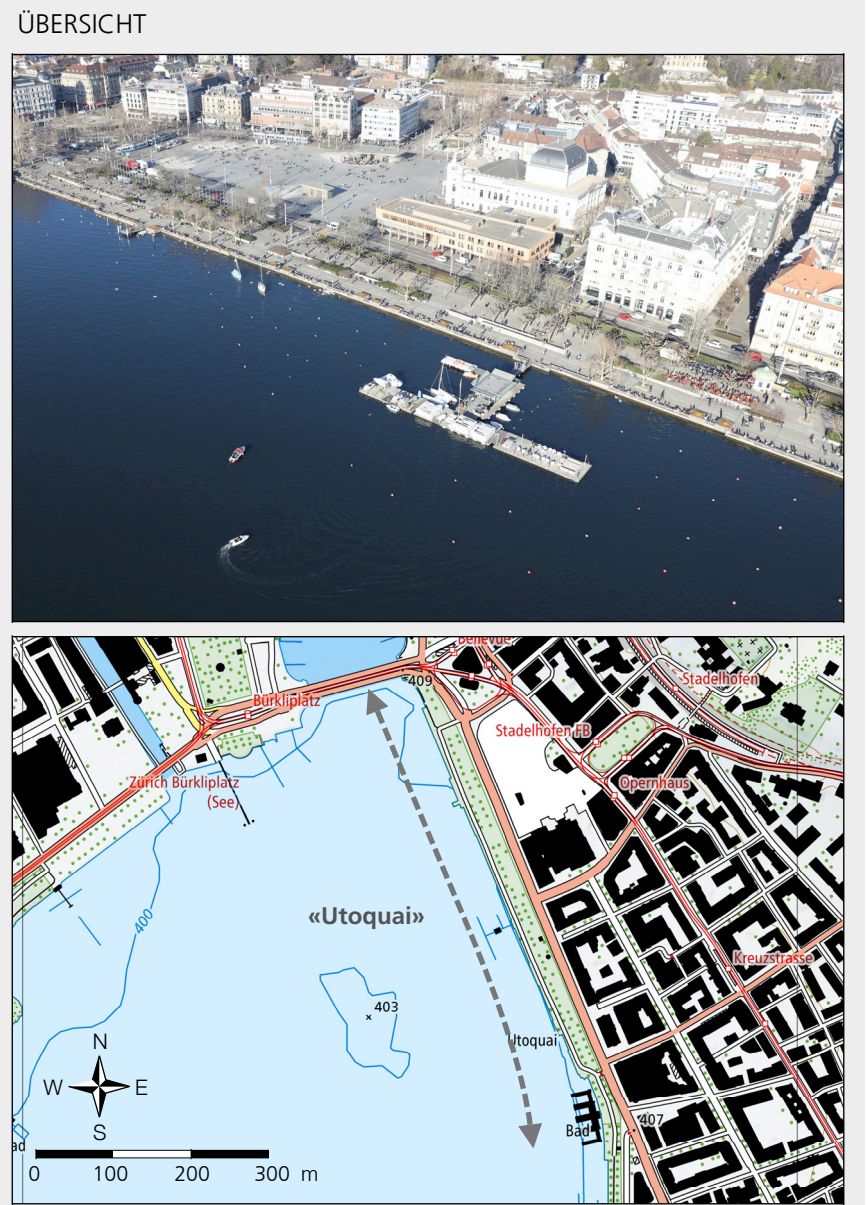 ÜBERSICHT
Bellevue
409
Stadelhofen
Bürkliplatz
Stadelhofen FB
Zürich Bürkliplatz
(See)
Opernhaus
«Utoquai»
400
Kreuzstrasse
403
Utoquai
N
W E
S
Bad
407
ad
0 100 200 300 m